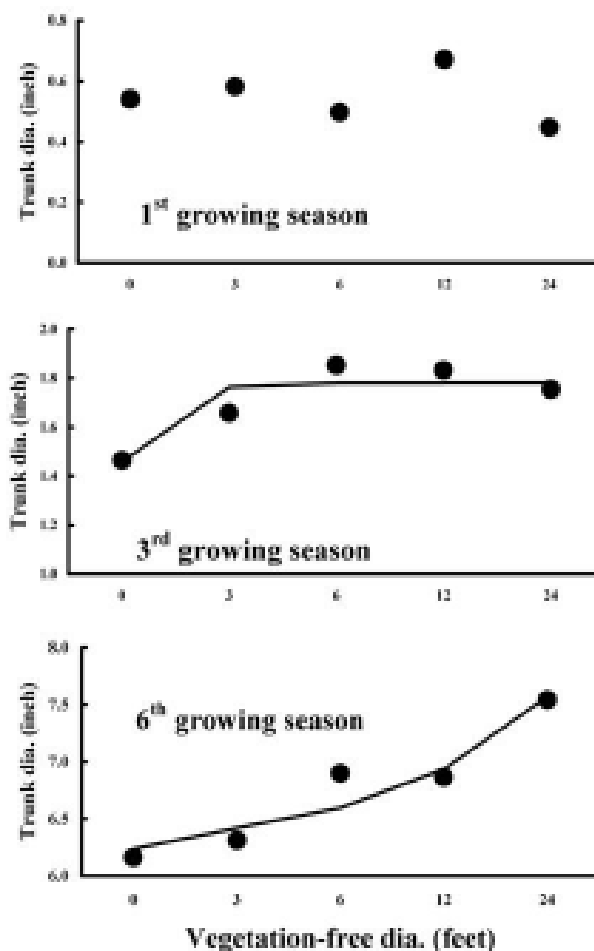 0.8
0.6
0.4
0.2
0.0
Trunk dia. (inch)
1st growing season
0 3 6 12 24
2.0
1.8
1.6
1.4
1.2
1.0
Trunk dia. (inch)
3rd growing season
0 3 6 12 24
8.0
7.5
7.0
6.5
6.0
Trunk dia. (inch)
6th growing season
0 3 6 12 24
Vegetation-free dia. (feet)